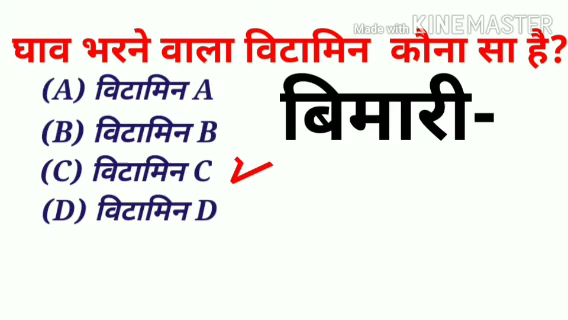 Made with KINEMASTER
घाव भरने वाला विटामिन कौना सा है?
(A) विटामिन A
(B) विटामिन B
(C) विटामिन C
(D) विटामिन D
बिमारी-